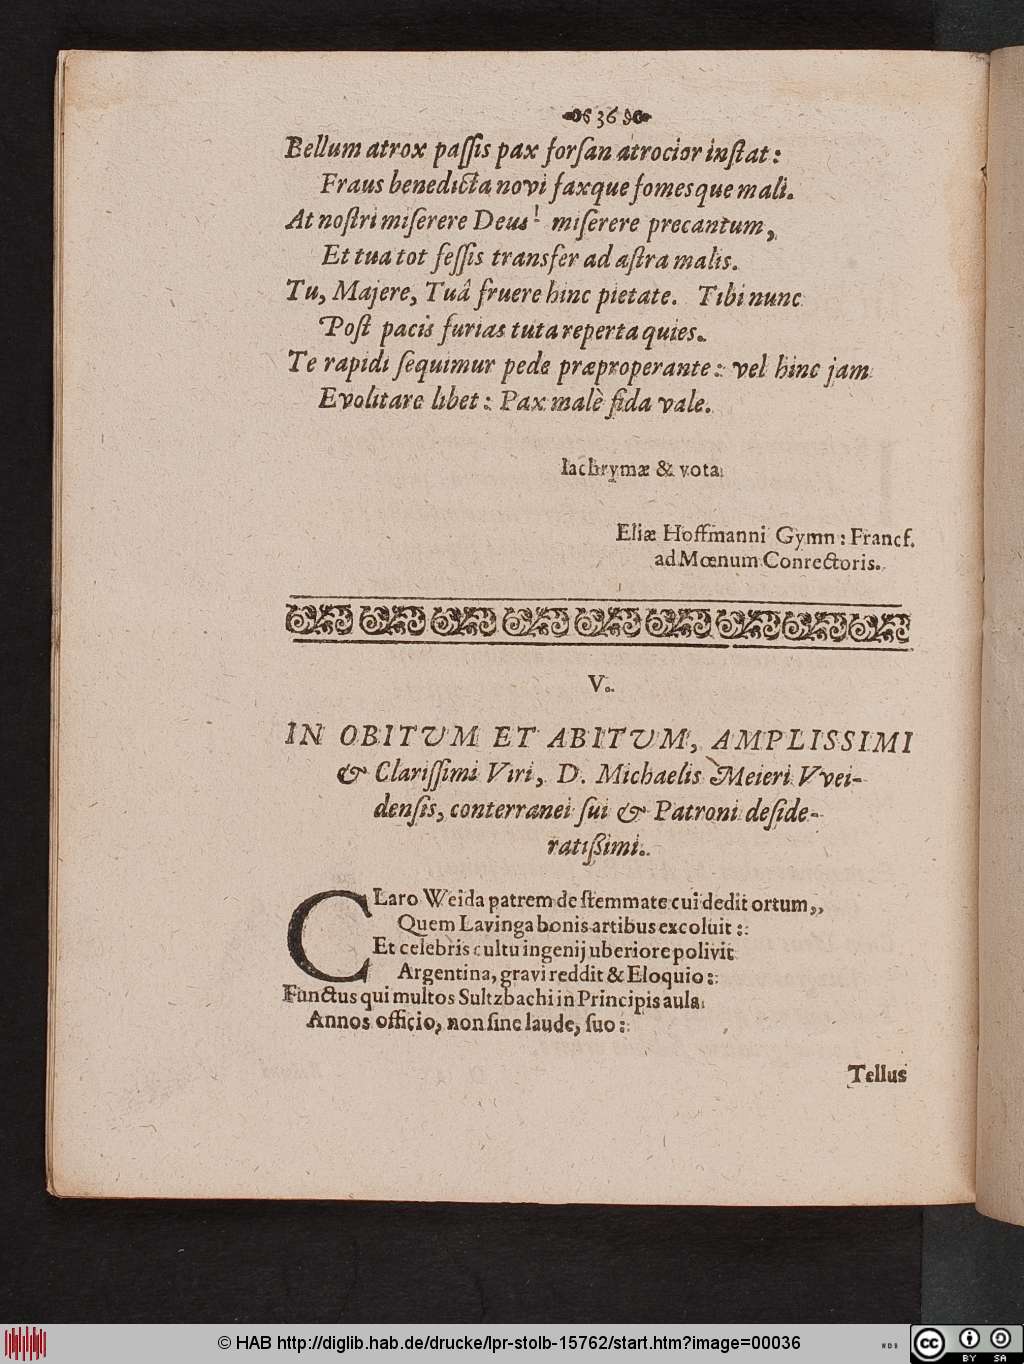 36
Bellum atrox paſſis pax forſan atrocior inſtat:
Fraus benedicta novi faxque fomesque mali.
At noſtri miſerere Deus! miſerere precantum,
Et tua tot feſſis transfer ad aſtra malis.
Tu, Majere, Tuâ fruere hinc pietate. Tibi nunc
Poſt pacis furias tuta reperta quies.
Te rapidi ſequimur pede præproperante: vel hinc jam
Evolitare libet: Pax malè fida vale.
lachrymæ & vota
Eliæ Hoffmanni Gymn: Francf.
ad Mœnum Conrectoris.
V.
IN OBITUM ET ABITUM, AMPLISSIMI
& Clariſſimi Viri, D. Michaelis Meieri Vvei-
denſis, conterranei ſui & Patroni deſide-
ratißimi.
CLaro Weida patrem de ſtemmate cui dedit ortum,
Quem Lavinga bonis artibus excoluit:
Et celebris cultu ingenij uberiore polivit
Argentina, gravi reddit & Eloquio:
Functus qui multos Sultzbachi in Principis aula
Annos officio, non ſine laude, ſuo:
Tellus
© HAB http://diglib.hab.de/drucke/lpr-stolb-15762/start.htm?image=00036
WDB
cc
BY SA